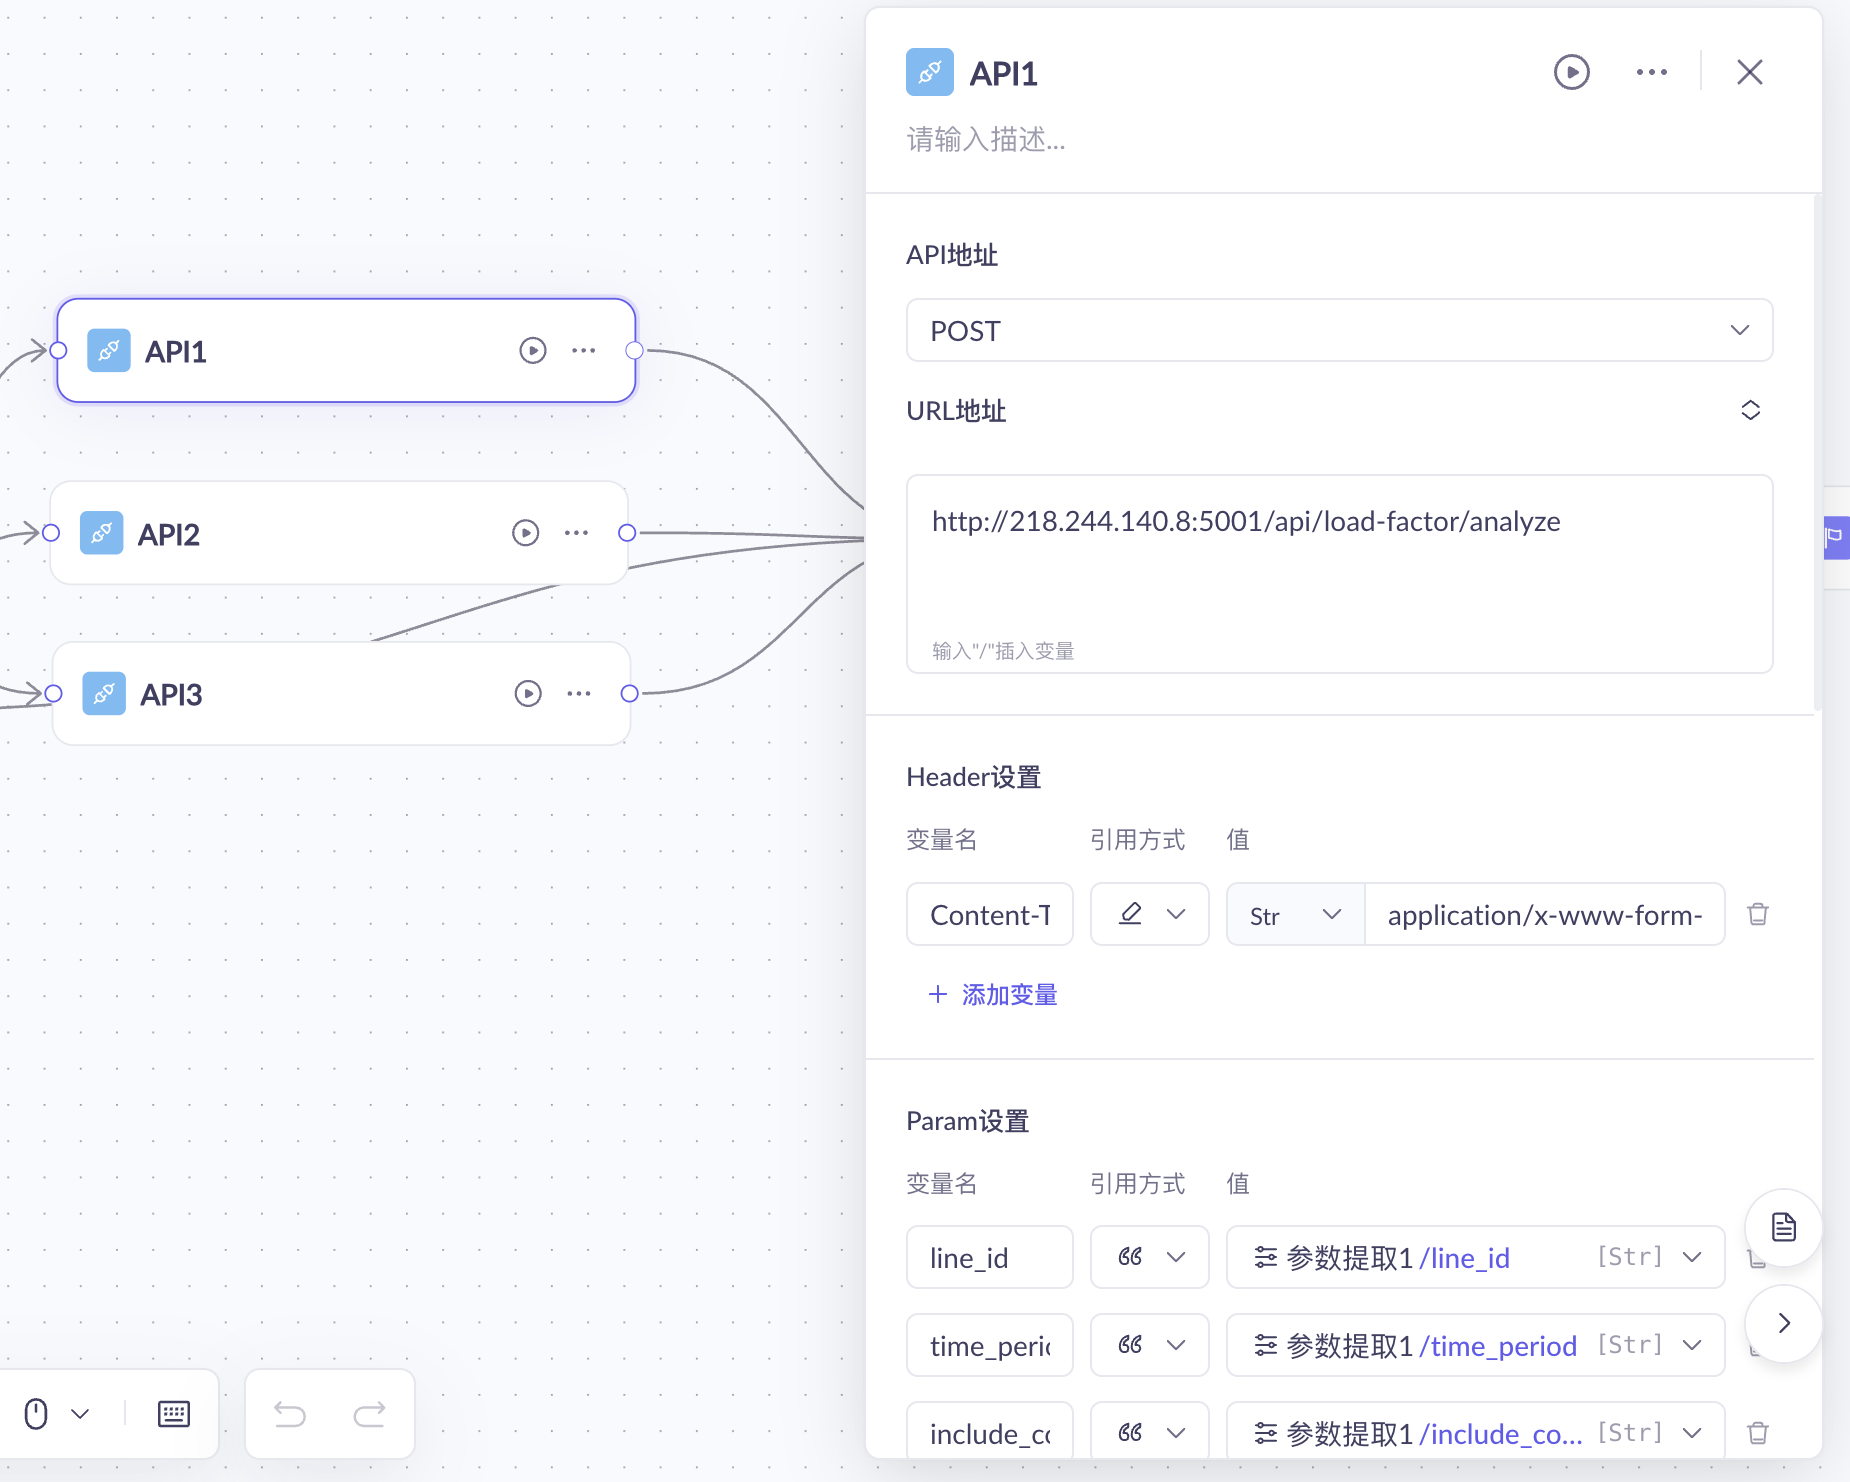 API1
API2
API3
API1
请输入描述...
API地址
POST
URL地址
http://218.244.140.8:5001/api/load-factor/analyze
输入"/"插入变量
Header设置
变量名 引用方式 值
Content-T Str application/x-www-form-
+ 添加变量
Param设置
变量名 引用方式 值
line_id 参数提取1/line_id [Str]
time_peri 参数提取1/time_period [Str]
include_c 参数提取1/include_co... [Str]